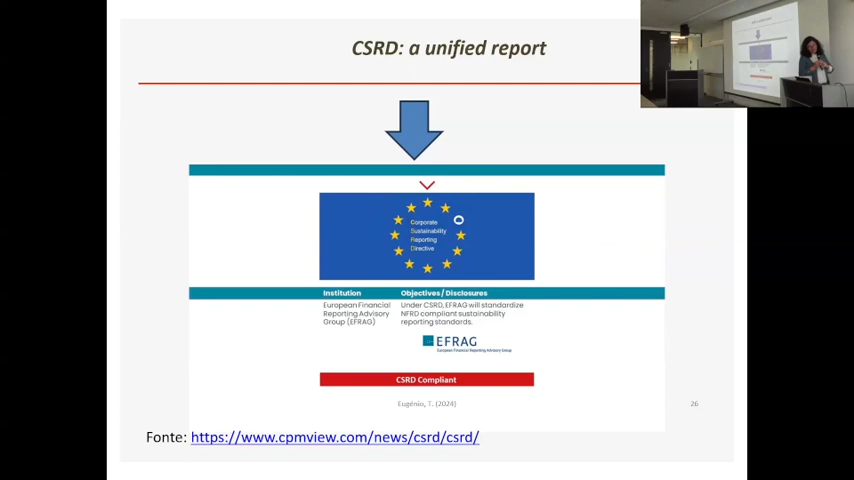 CSRD: a unified report
Corporate
Sustainability
Reporting
Directive
Institution
Objectives / Disclosures
European Financial
Reporting Advisory
Group (EFRAG)
Under CSRD, EFRAG will standardize
NFRD compliant sustainability
reporting standards.
EFRAG
European Financial Reporting Advisory Group
CSRD Compliant
Eugénio, T. (2024)
26
Fonte: https://www.cpmview.com/news/csrd/csrd/